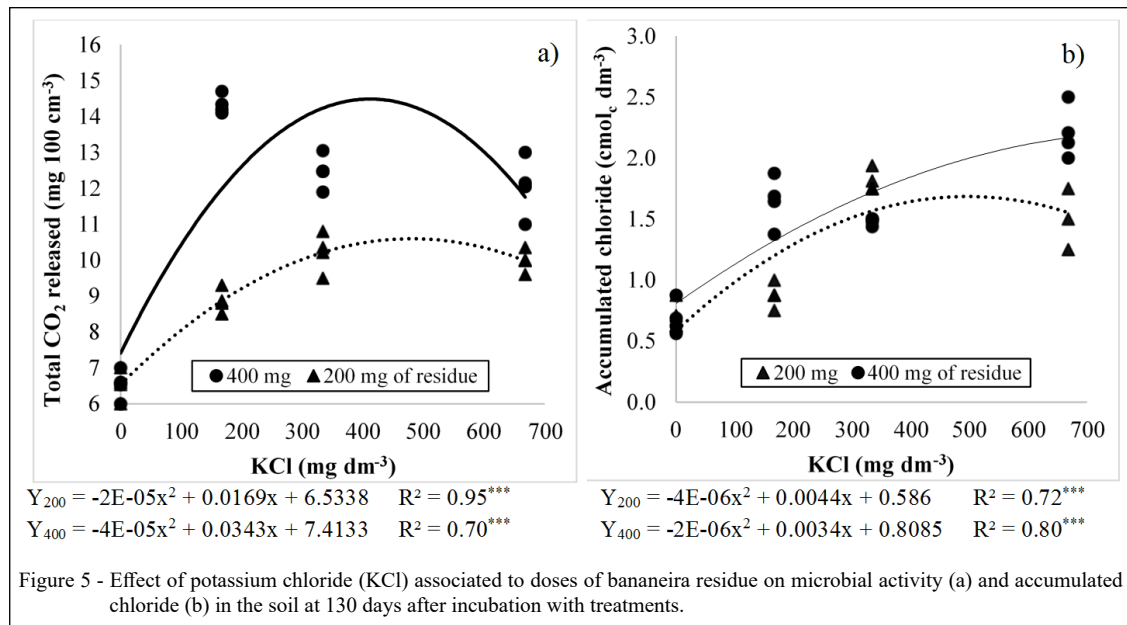 a)
Total CO₂ released (mg 100 cm⁻³)
16
15
14
13
12
11
10
9
8
7
6
400 mg
200 mg of residue
0 100 200 300 400 500 600 700
KCl (mg dm⁻³)
Y₂₀₀ = -2E-05x² + 0.0169x + 6.5338 R² = 0.95***
Y₄₀₀ = -4E-05x² + 0.0343x + 7.4133 R² = 0.70***
b)
Accumulated chloride (cmol꜀ dm⁻³)
3.0
2.5
2.0
1.5
1.0
0.5
0.0
200 mg
400 mg of residue
0 100 200 300 400 500 600 700
KCl (mg dm⁻³)
Y₂₀₀ = -4E-06x² + 0.0044x + 0.586 R² = 0.72***
Y₄₀₀ = -2E-06x² + 0.0034x + 0.8085 R² = 0.80***
Figure 5 - Effect of potassium chloride (KCl) associated to doses of bananeira residue on microbial activity (a) and accumulated
chloride (b) in the soil at 130 days after incubation with treatments.